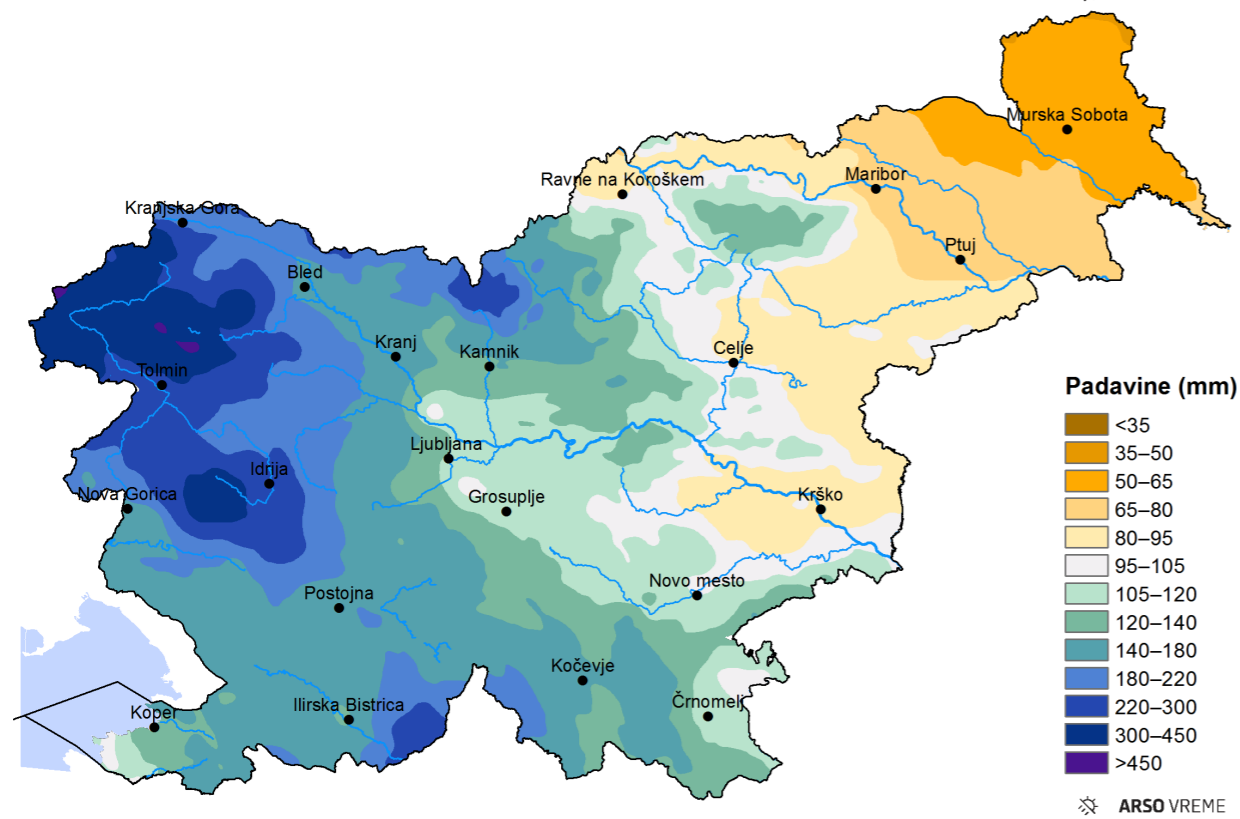 Murska Sobota
Maribor
Ravne na Koroškem
Kranjska Gora
Ptuj
Bled
Kranj
Kamnik
Celje
Tolmin
Ljubljana
Idrija
Nova Gorica
Grosuplje
Krško
Novo mesto
Postojna
Kočevje
Ilirska Bistrica
Črnomelj
Koper
Padavine (mm)
<35
35–50
50–65
65–80
80–95
95–105
105–120
120–140
140–180
180–220
220–300
300–450
>450
ARSO VREME